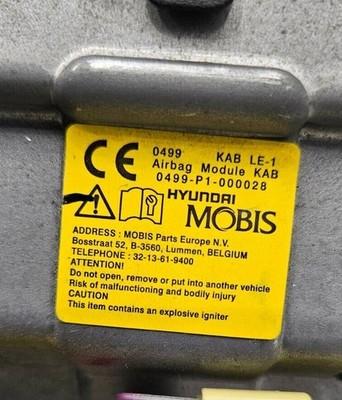 CE 0499 KAB LE-1
Airbag Module KAB
0499-P1-000028
HYUNDAI
MOBIS
ADDRESS : MOBIS Parts Europe N.V.
Bosstraat 52, B-3560, Lummen, BELGIUM
TELEPHONE : 32-13-61-9400
ATTENTION!
Do not open, remove or put into another vehicle
Risk of malfunctioning and bodily injury
CAUTION
This item contains an explosive igniter